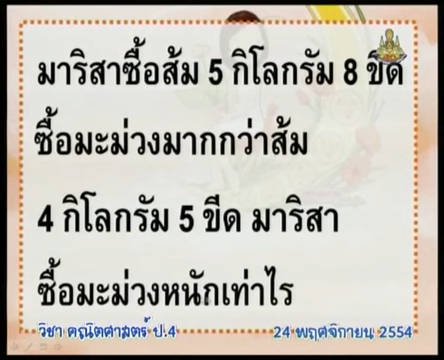 มาริสาซื้อส้ม 5 กิโลกรัม 8 ขีด
ซื้อมะม่วงมากกว่าส้ม
4 กิโลกรัม 5 ขีด มาริสา
ซื้อมะม่วงหนักเท่าไร
วิชา คณิตศาสตร์ ป.4 24 พฤศจิกายน 2554